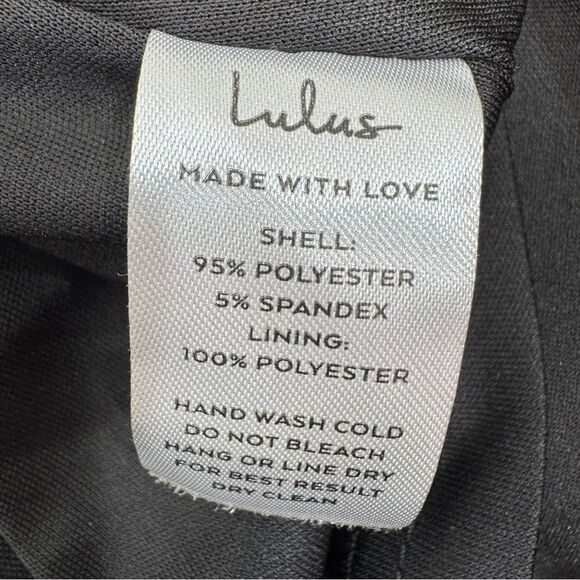 Lulus
MADE WITH LOVE
SHELL:
95% POLYESTER
5% SPANDEX
LINING:
100% POLYESTER
HAND WASH COLD
DO NOT BLEACH
HANG OR LINE DRY
FOR BEST RESULT
DRY CLEAN